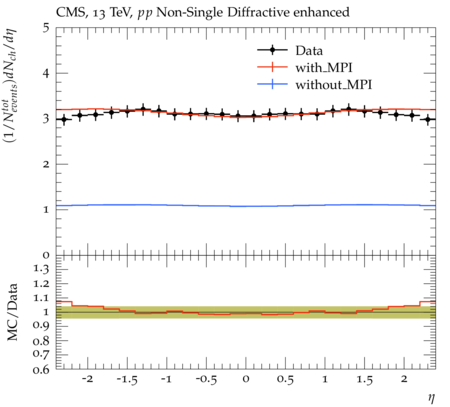 CMS, 13 TeV, pp Non-Single Diffractive enhanced
(1/N_events^tot)dN_ch/dη
5
4
3
2
1
0
Data
with_MPI
without_MPI
MC/Data
1.3
1.2
1.1
1
0.9
0.8
0.7
0.6
-2 -1.5 -1 -0.5 0 0.5 1 1.5 2
η